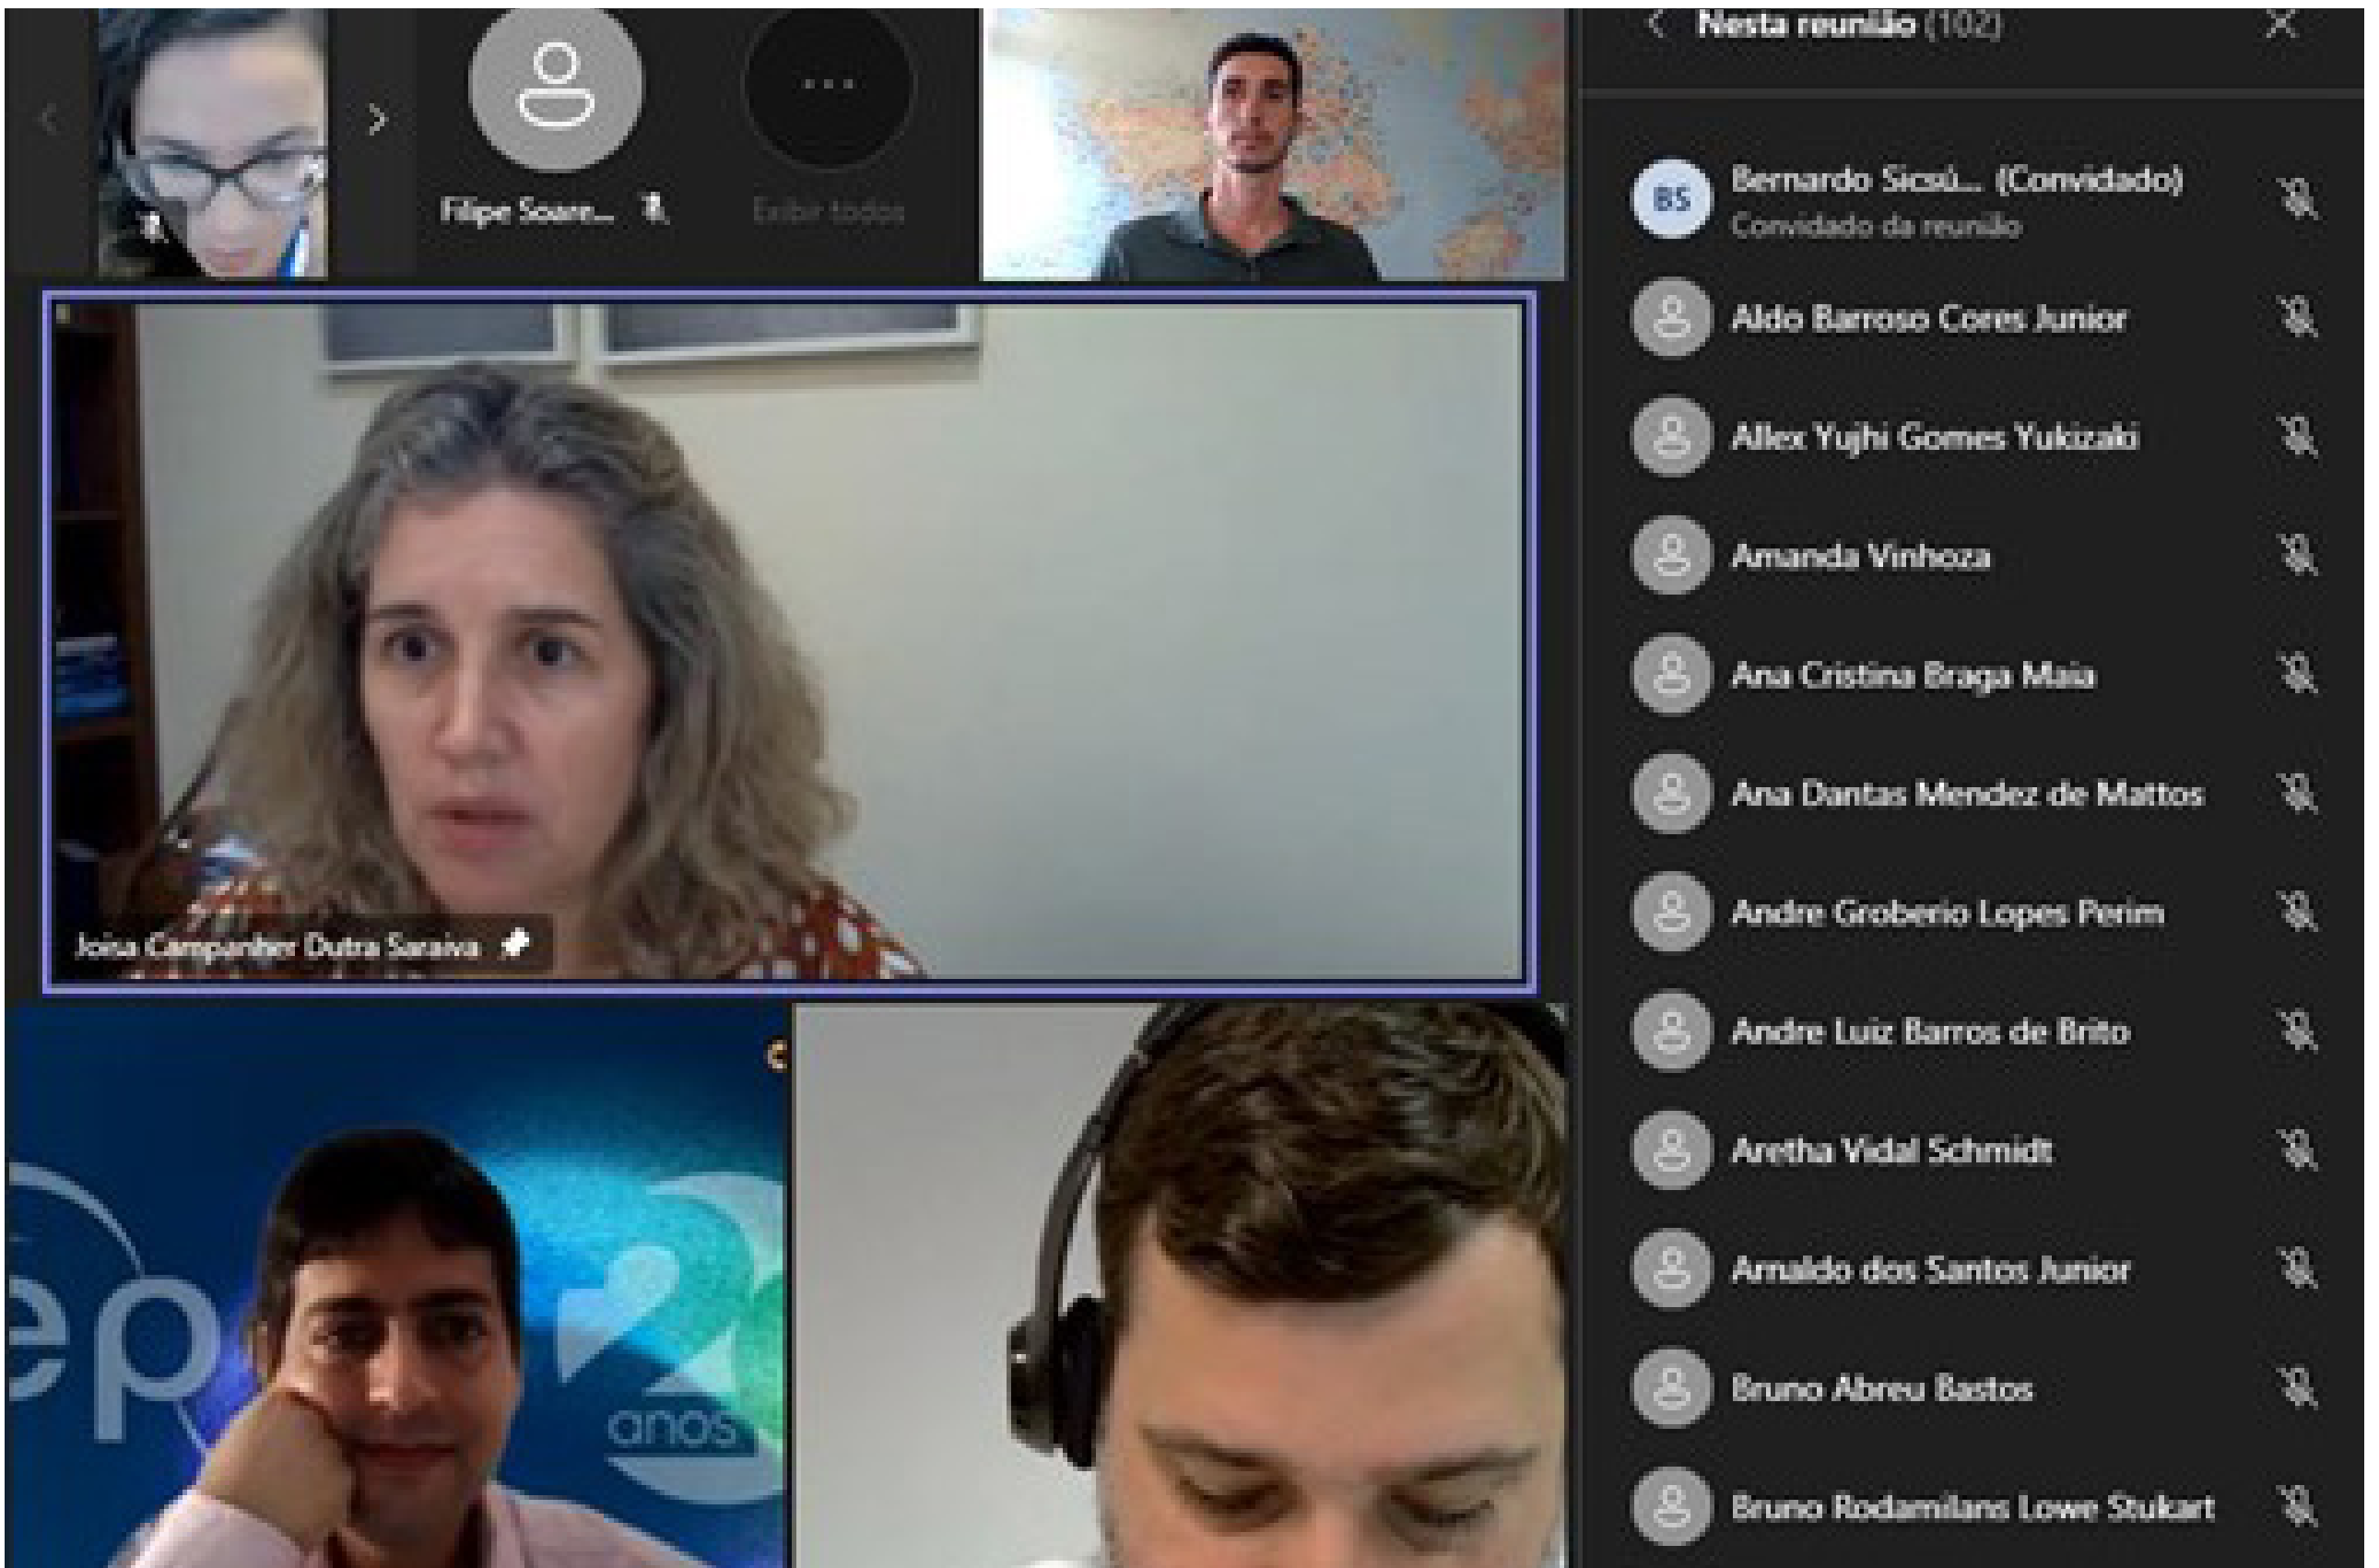 Nesta reunião (102)
Filipe Soare...
Exibir todos
Joisa Campanher Dutra Saraiva
ep
2
anos
BS
Bernardo Sicsú... (Convidado)
Convidado da reunião
Aldo Barroso Cores Junior
Allex Yujhi Gomes Yukizaki
Amanda Vinhoza
Ana Cristina Braga Maia
Ana Dantas Mendez de Mattos
Andre Groberio Lopes Perim
Andre Luiz Barros de Brito
Aretha Vidal Schmidt
Arnaldo dos Santos Junior
Bruno Abreu Bastos
Bruno Rodamilans Lowe Stukart